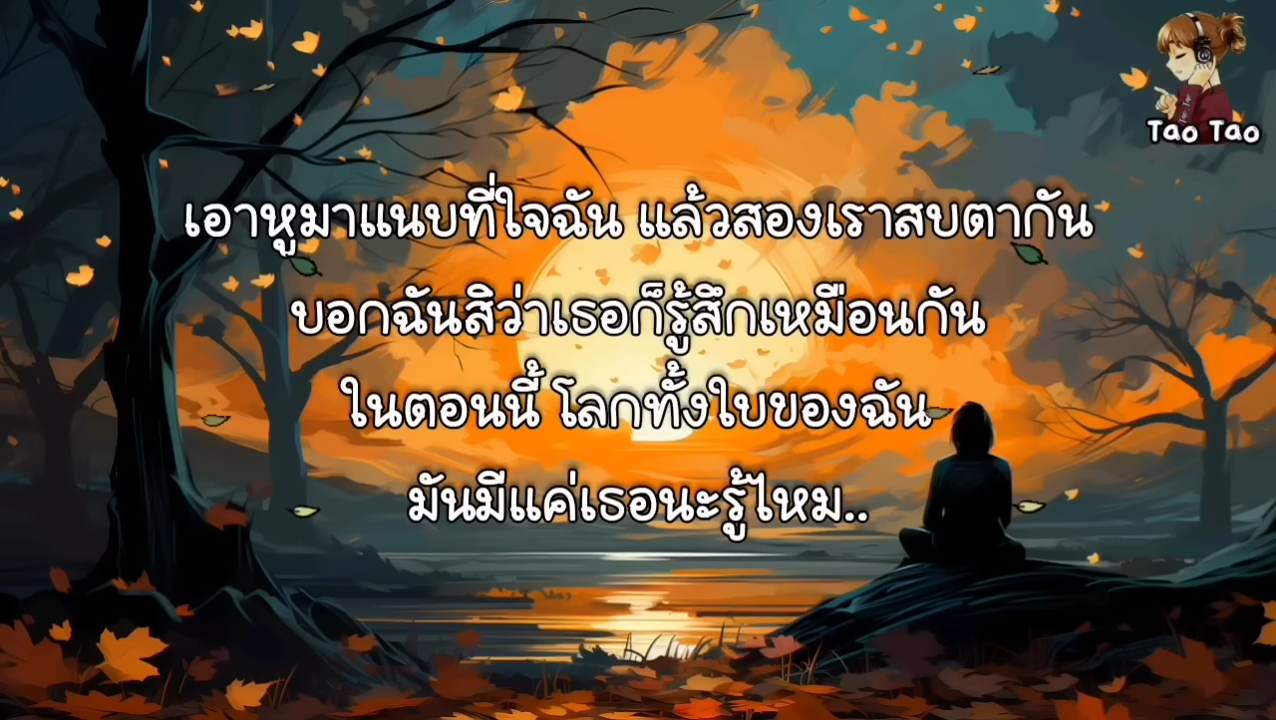 Tao Tao
เอาหูมาแนบที่ใจฉัน แล้วสองเราสบตากัน
บอกฉันสิว่าเธอก็รู้สึกเหมือนกัน
ในตอนนี้ โลกทั้งใบของฉัน
มันมีแค่เธอนะรู้ไหม..